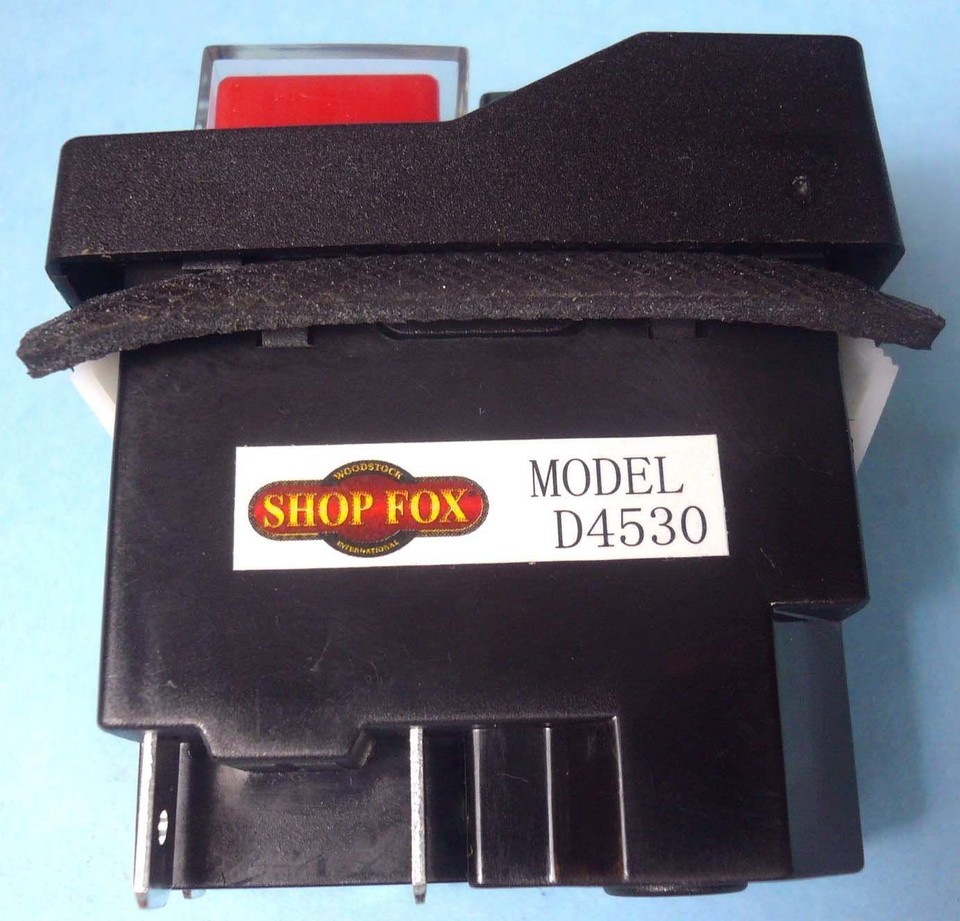 WOODSTOCK
SHOP FOX
INTERNATIONAL
MODEL
D4530